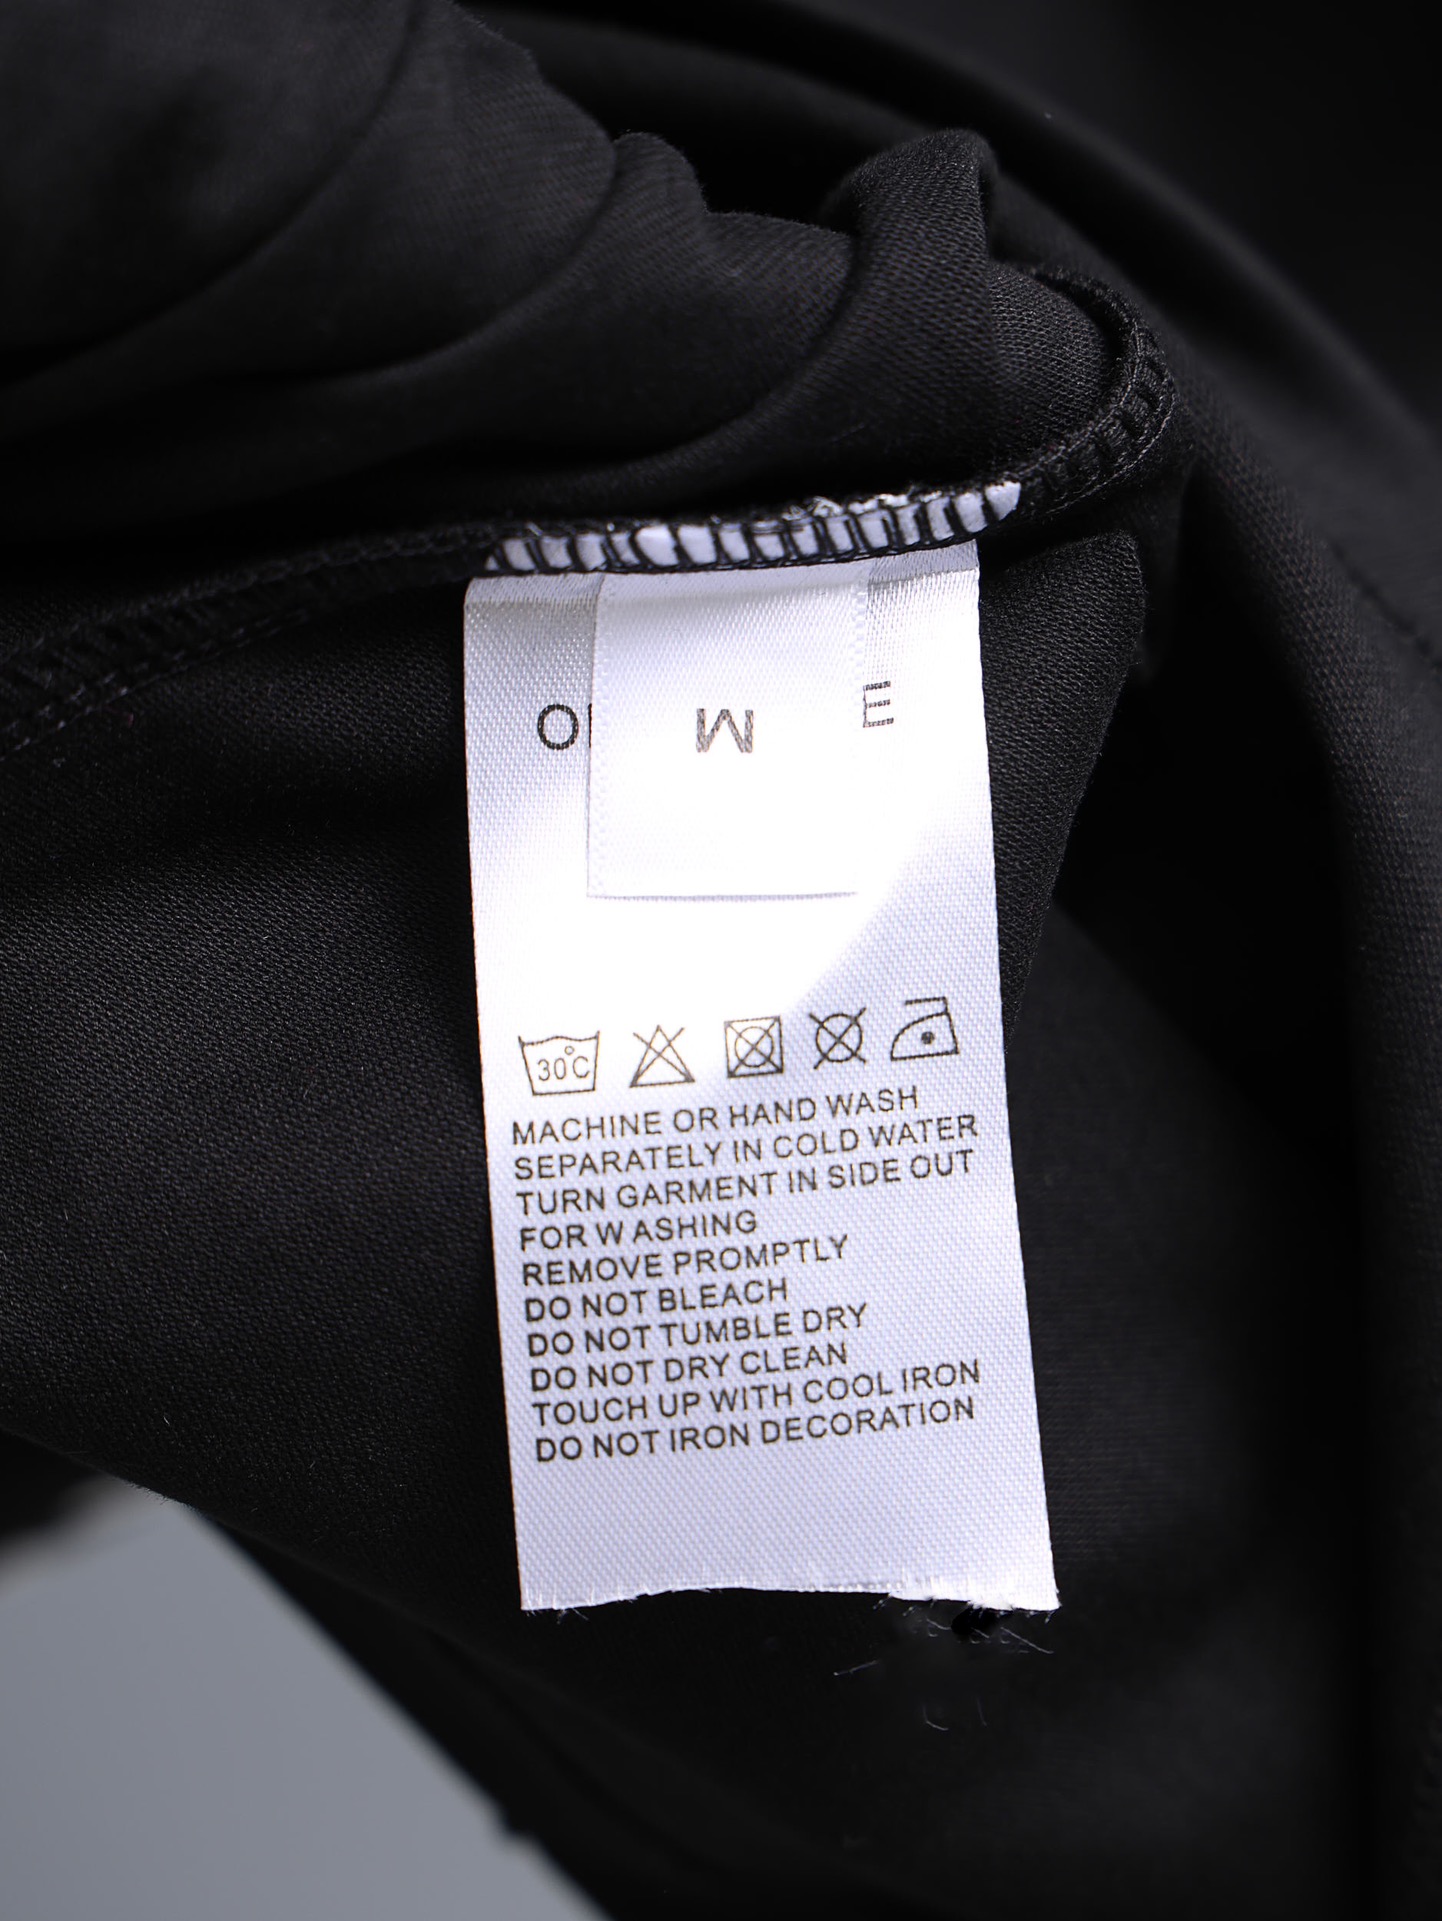 M
30°C
MACHINE OR HAND WASH
SEPARATELY IN COLD WATER
TURN GARMENT IN SIDE OUT
FOR W ASHING
REMOVE PROMPTLY
DO NOT BLEACH
DO NOT TUMBLE DRY
DO NOT DRY CLEAN
TOUCH UP WITH COOL IRON
DO NOT IRON DECORATION